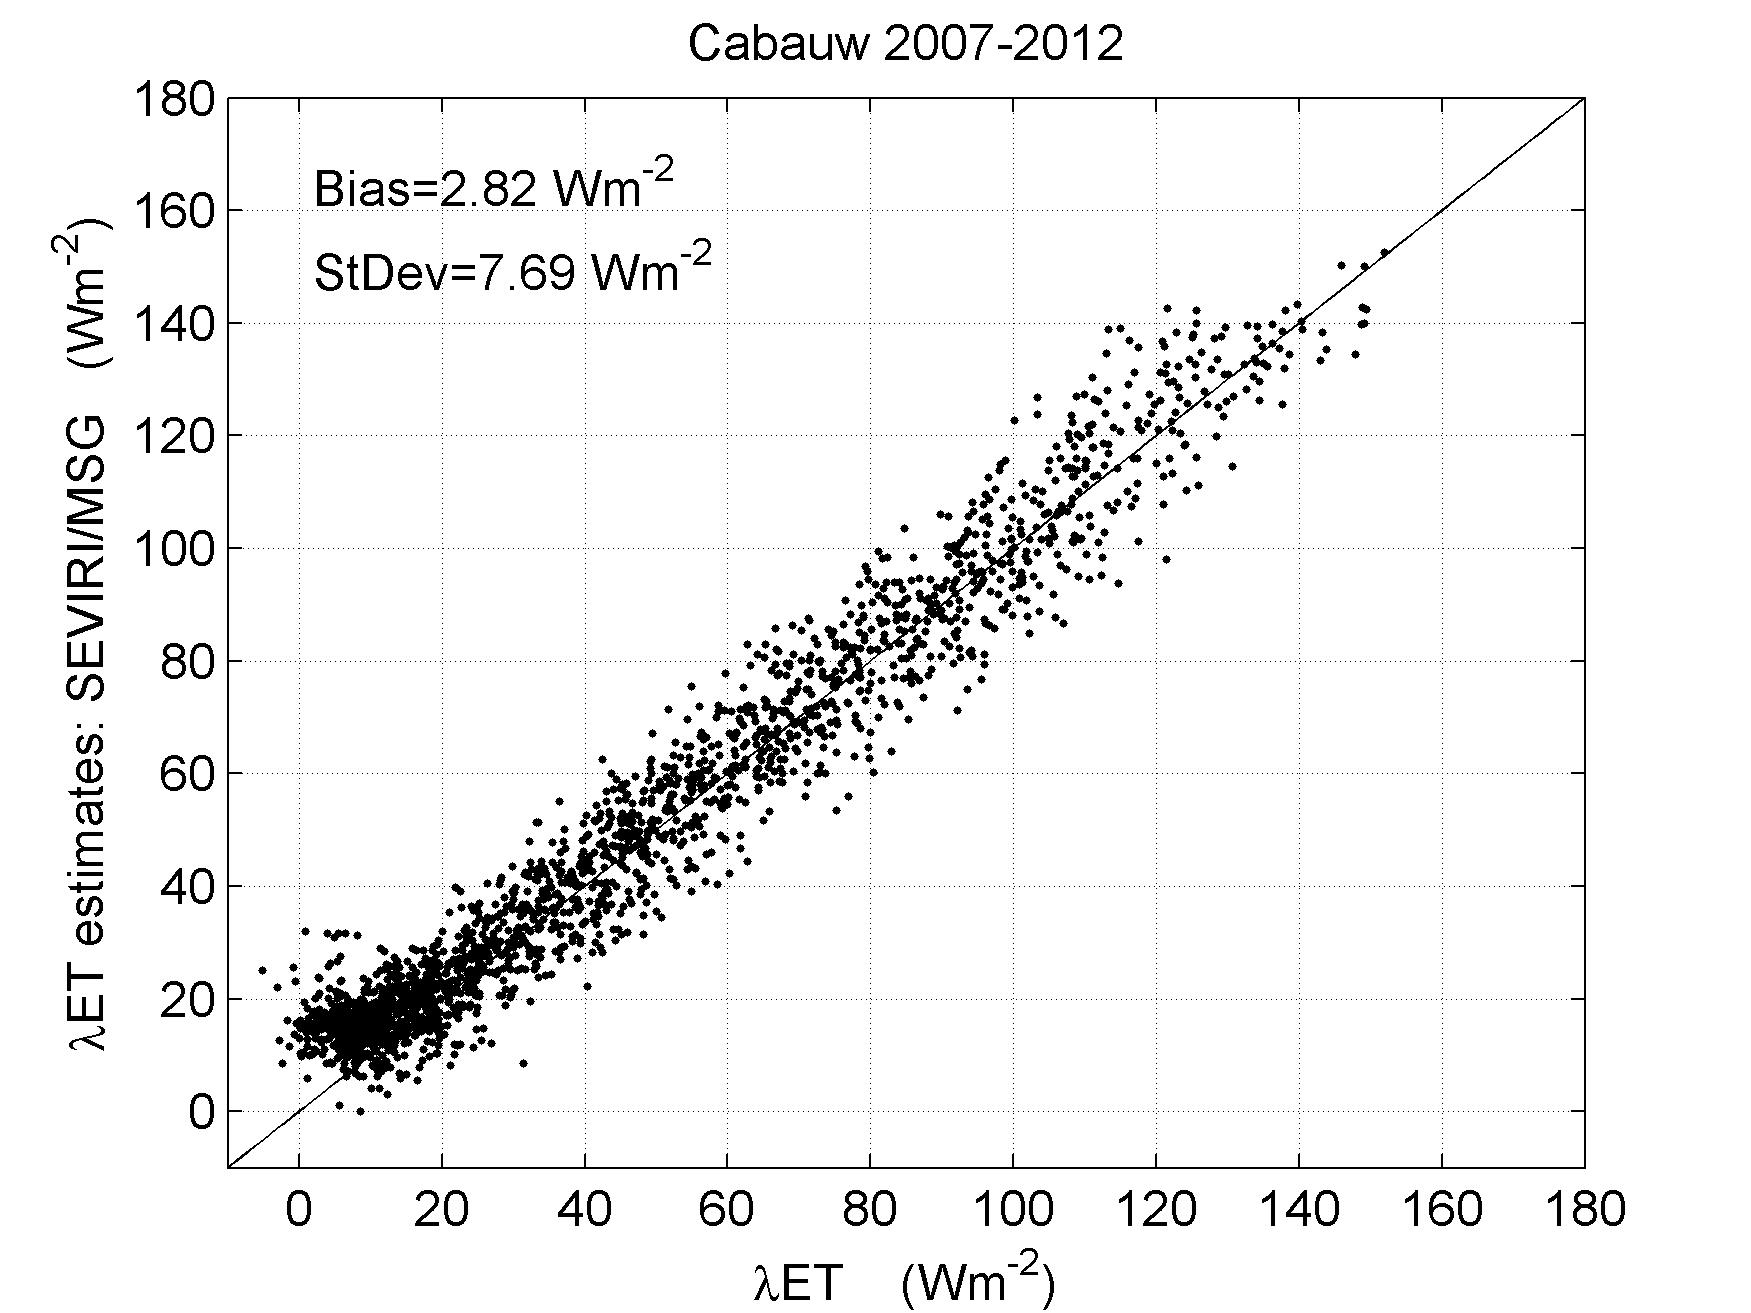 Cabauw 2007-2012
Bias=2.82 Wm-2
StDev=7.69 Wm-2
λET estimates: SEVIRI/MSG (Wm-2)
180
160
140
120
100
80
60
40
20
0
0 20 40 60 80 100 120 140 160 180
λET (Wm-2)